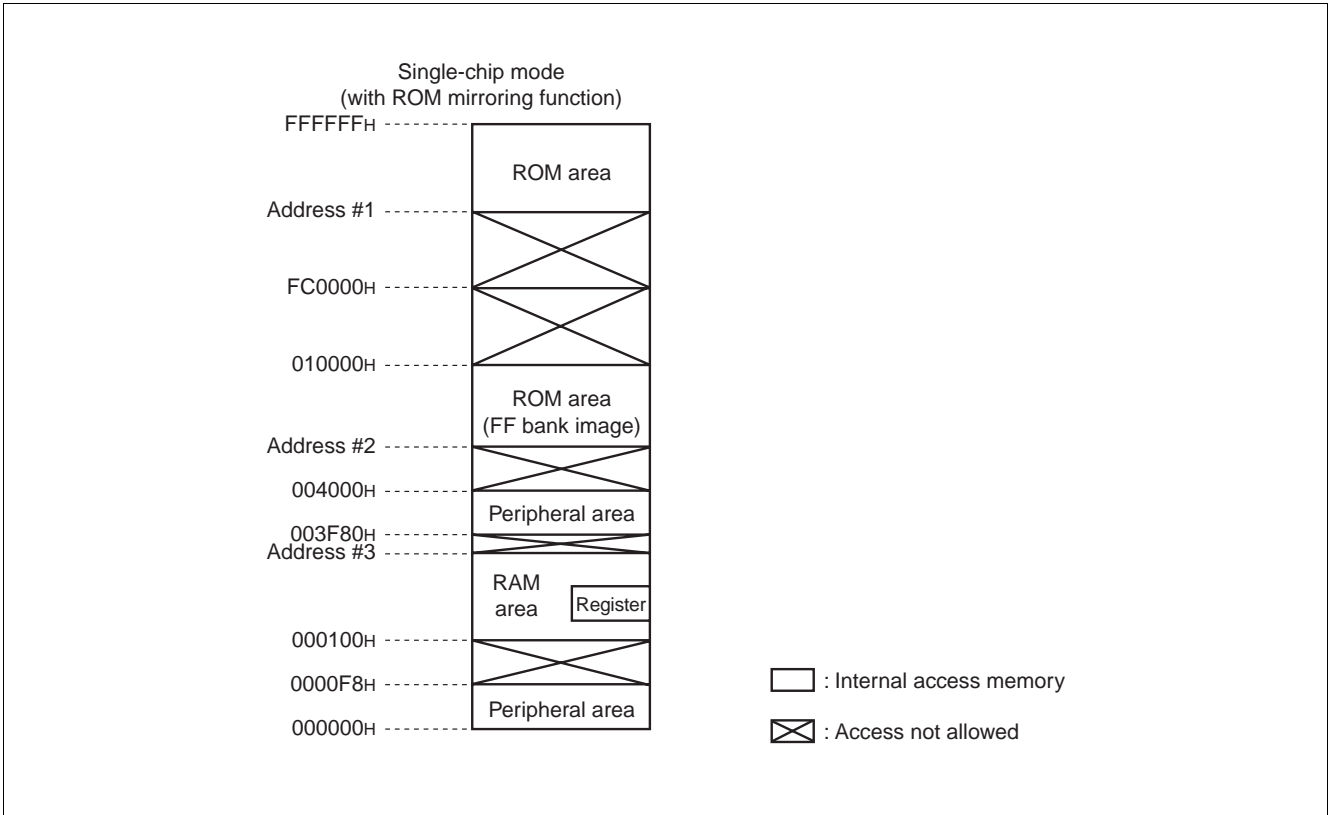 Single-chip mode
(with ROM mirroring function)
FFFFFFH
ROM area
Address #1
FC0000H
010000H
ROM area
(FF bank image)
Address #2
004000H
Peripheral area
003F80H
Address #3
RAM
area
Register
000100H
0000F8H
Peripheral area
000000H
: Internal access memory
: Access not allowed